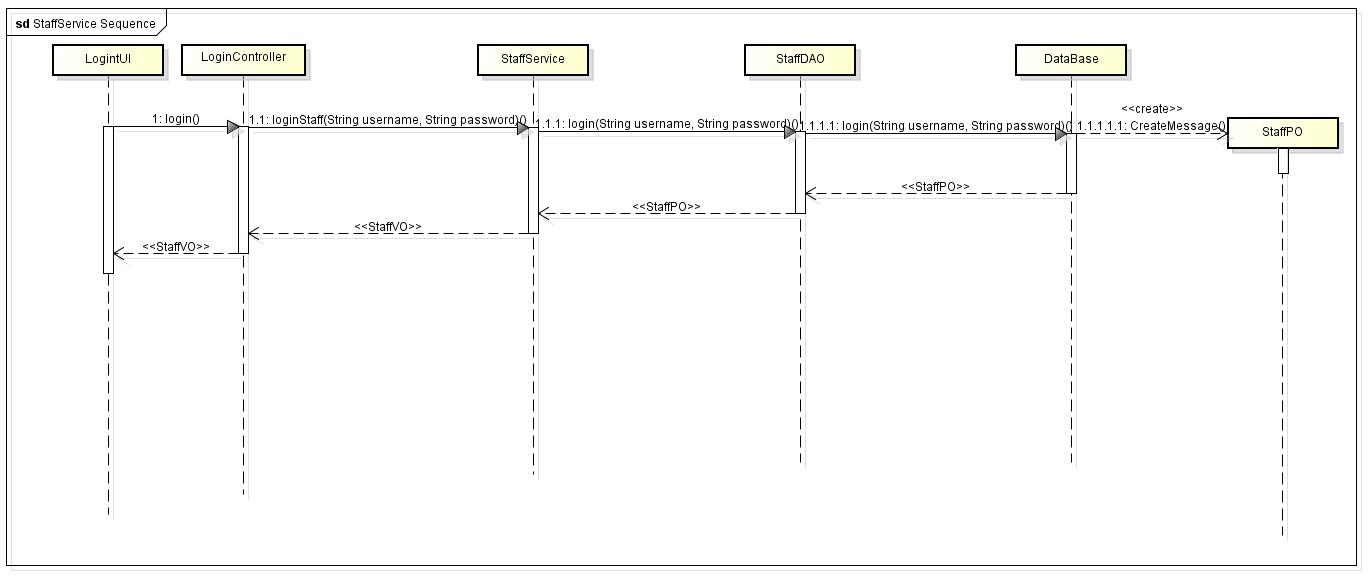 sd StaffService Sequence
LogintUI
LoginController
StaffService
StaffDAO
DataBase
<<create>>
StaffPO
1: login()
1.1: loginStaff(String username, String password)()
1.1.1: login(String username, String password)()
1.1.1.1: login(String username, String password)()
1.1.1.1.1: CreateMessage()
<<StaffPO>>
<<StaffPO>>
<<StaffVO>>
<<StaffVO>>